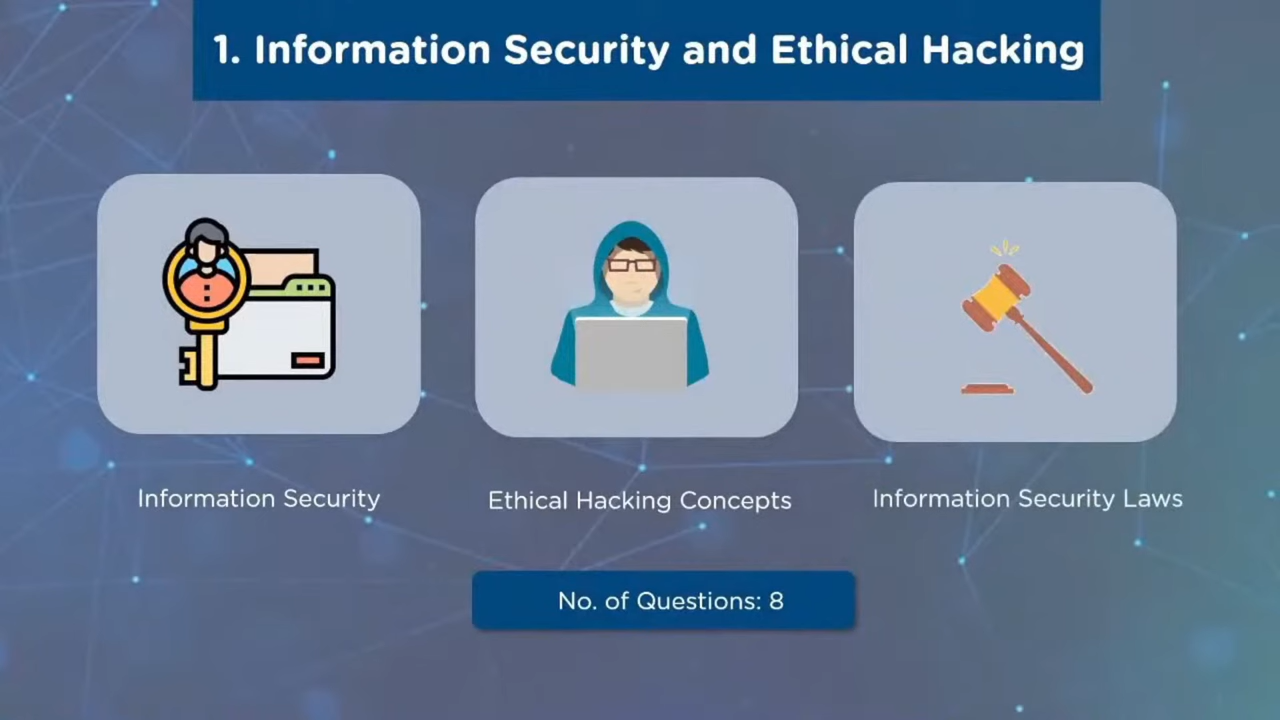 1. Information Security and Ethical Hacking
Information Security
Ethical Hacking Concepts
Information Security Laws
No. of Questions: 8